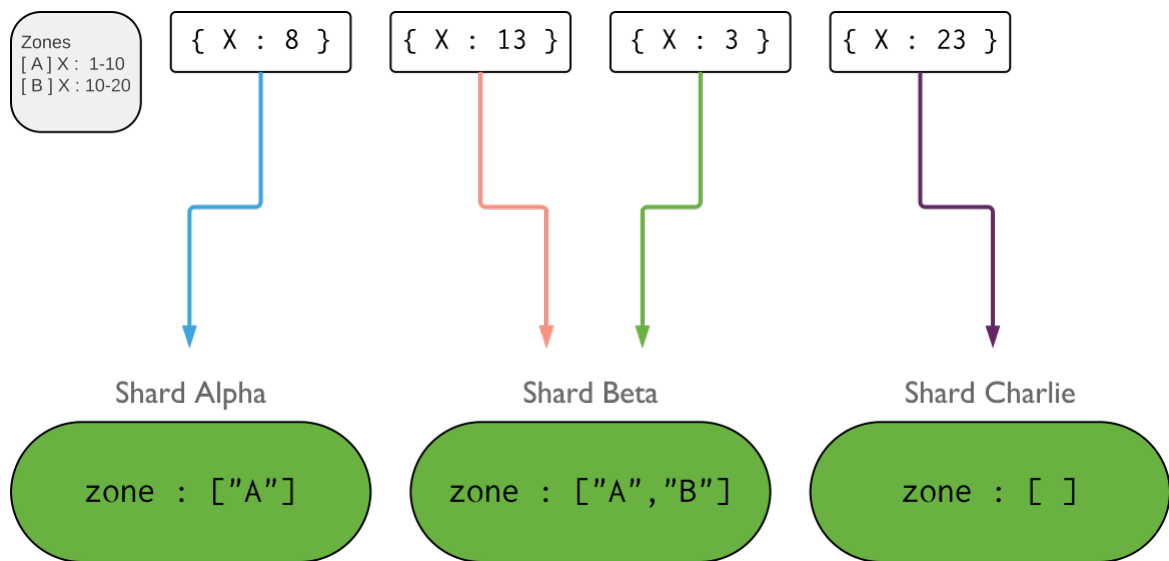 Zones
[ A ] X : 1-10
[ B ] X : 10-20
{ X : 8 }
{ X : 13 }
{ X : 3 }
{ X : 23 }
Shard Alpha
Shard Beta
Shard Charlie
zone : ["A"]
zone : ["A","B"]
zone : [ ]